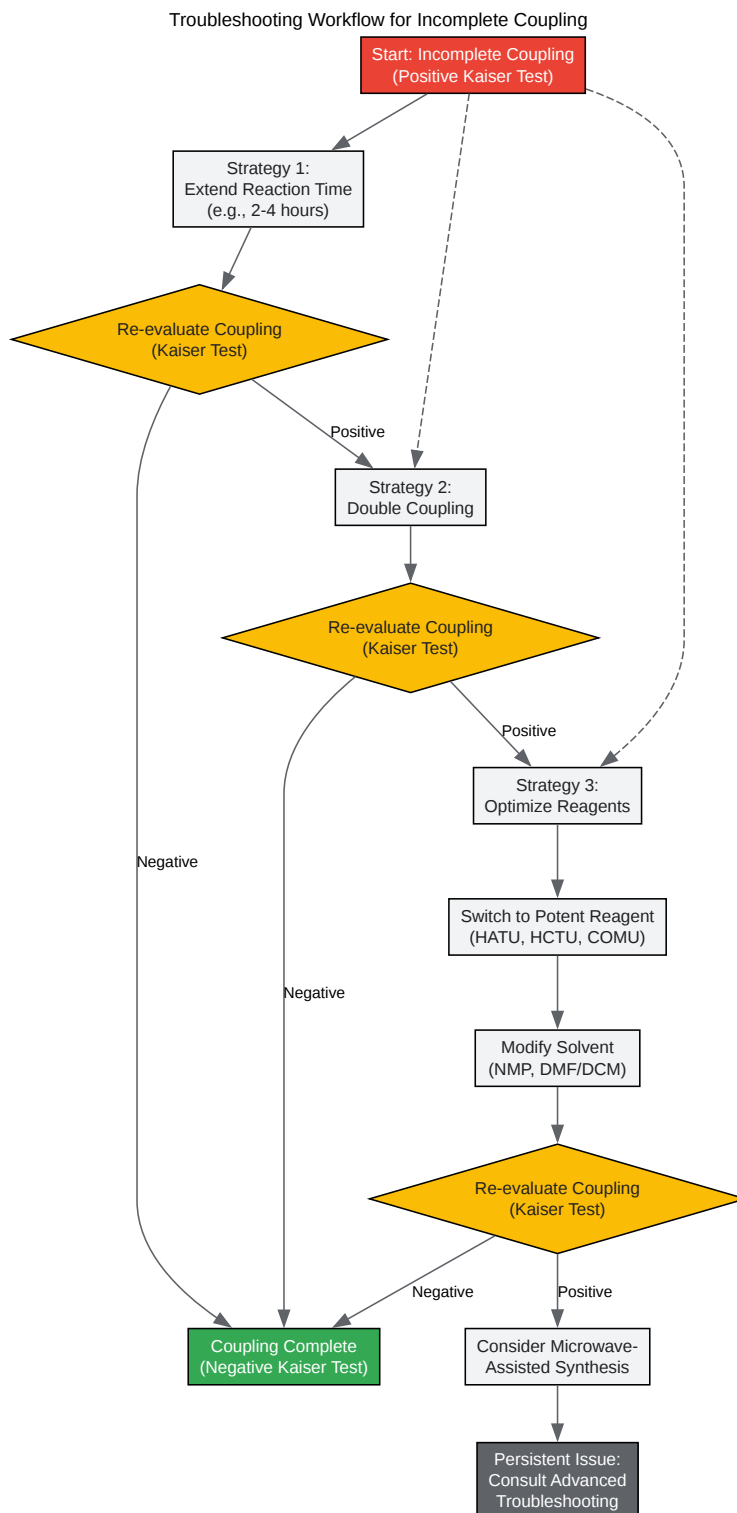 Troubleshooting Workflow for Incomplete Coupling
Start: Incomplete Coupling
(Positive Kaiser Test)
Strategy 1:
Extend Reaction Time
(e.g., 2-4 hours)
Re-evaluate Coupling
(Kaiser Test)
Positive
Strategy 2:
Double Coupling
Re-evaluate Coupling
(Kaiser Test)
Positive
Strategy 3:
Optimize Reagents
Negative
Switch to Potent Reagent
(HATU, HCTU, COMU)
Negative
Modify Solvent
(NMP, DMF/DCM)
Re-evaluate Coupling
(Kaiser Test)
Negative
Positive
Coupling Complete
(Negative Kaiser Test)
Consider Microwave-
Assisted Synthesis
Persistent Issue:
Consult Advanced
Troubleshooting